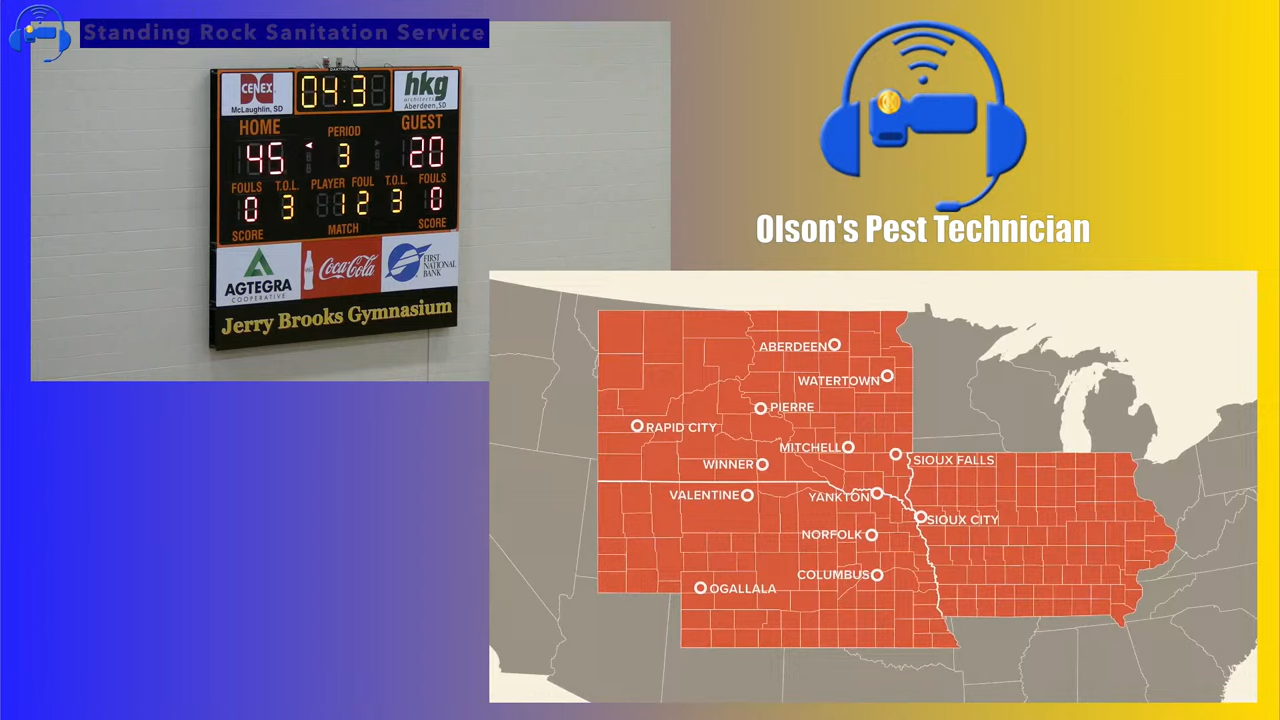 Standing Rock Sanitation Service
CENEX
McLaughlin, SD
04.3
hkg
architects
Aberdeen, SD
HOME
PERIOD
GUEST
45
3
20
FOULS
T.O.L.
PLAYER
FOUL
T.O.L.
FOULS
0
3
1
2
3
0
SCORE
MATCH
SCORE
AGTEGRA
COOPERATIVE
Coca-Cola
FIRST
NATIONAL
BANK
Jerry Brooks Gymnasium
Olson's Pest Technician
ABERDEEN
WATERTOWN
PIERRE
RAPID CITY
MITCHELL
SIOUX FALLS
WINNER
VALENTINE
YANKTON
SIOUX CITY
NORFOLK
COLUMBUS
OGALLALA